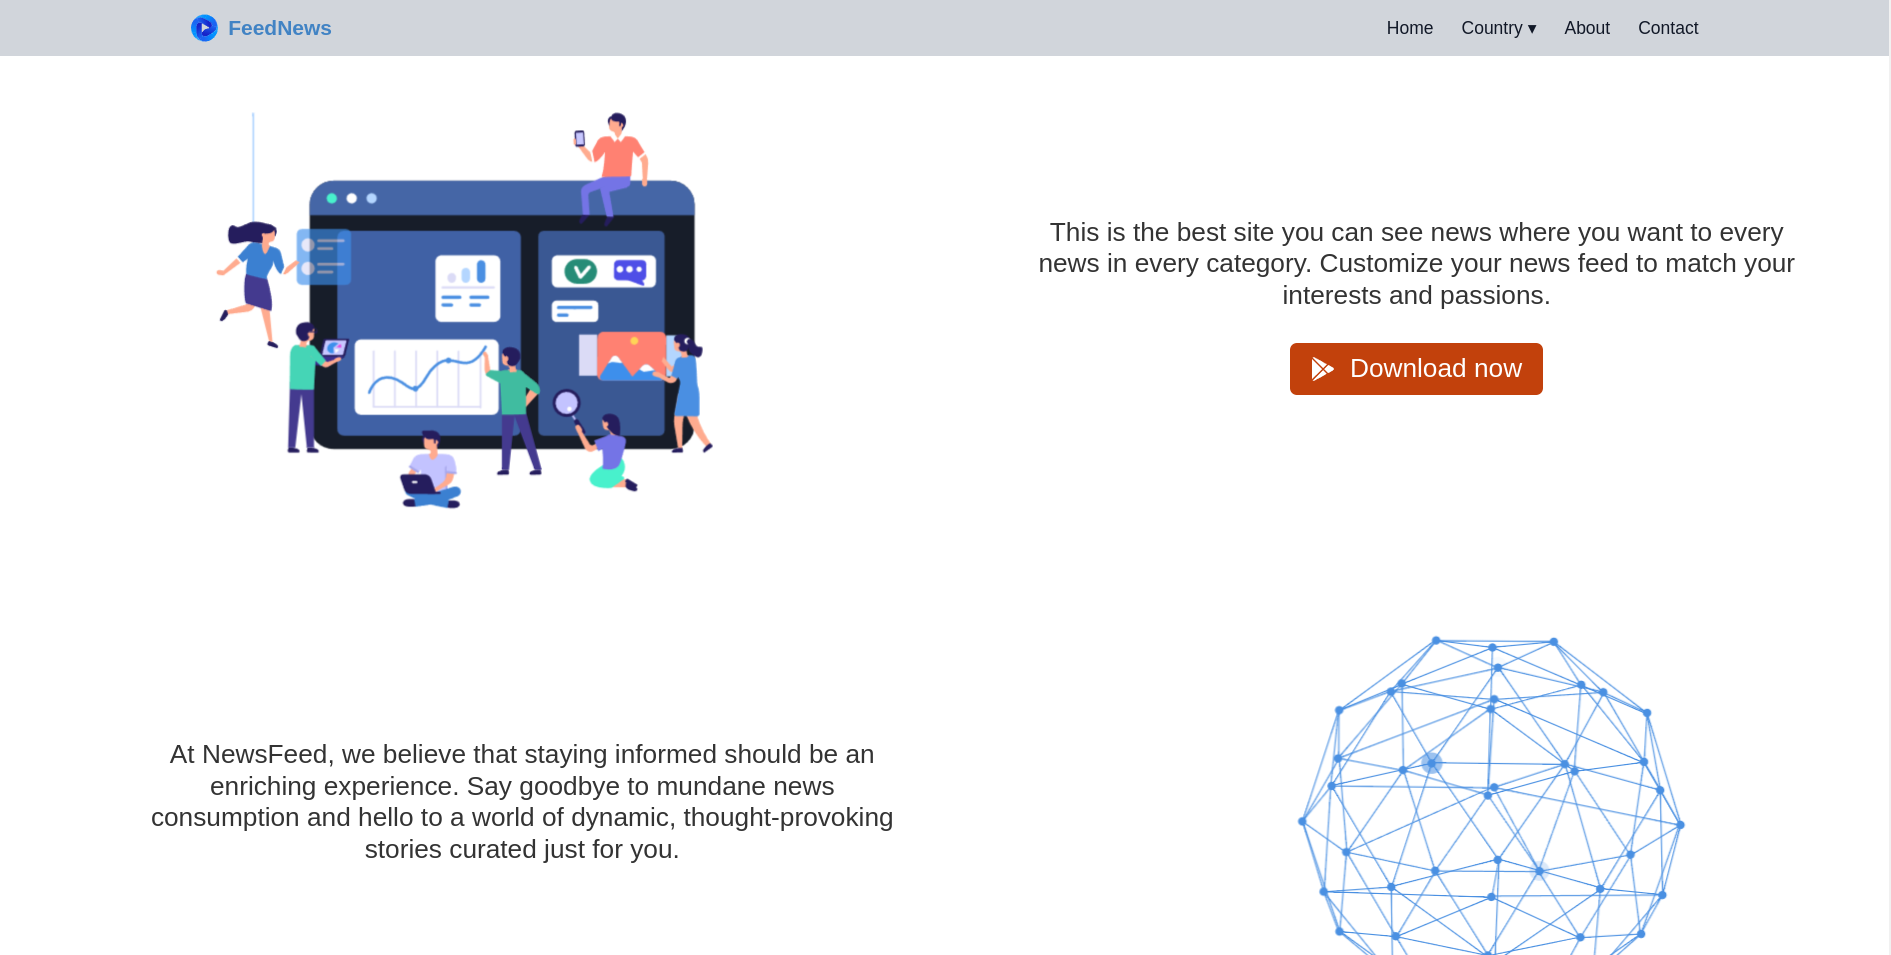 FeedNews
Home
Country ▾
About
Contact
This is the best site you can see news where you want to every
news in every category. Customize your news feed to match your
interests and passions.
Download now
At NewsFeed, we believe that staying informed should be an
enriching experience. Say goodbye to mundane news
consumption and hello to a world of dynamic, thought-provoking
stories curated just for you.